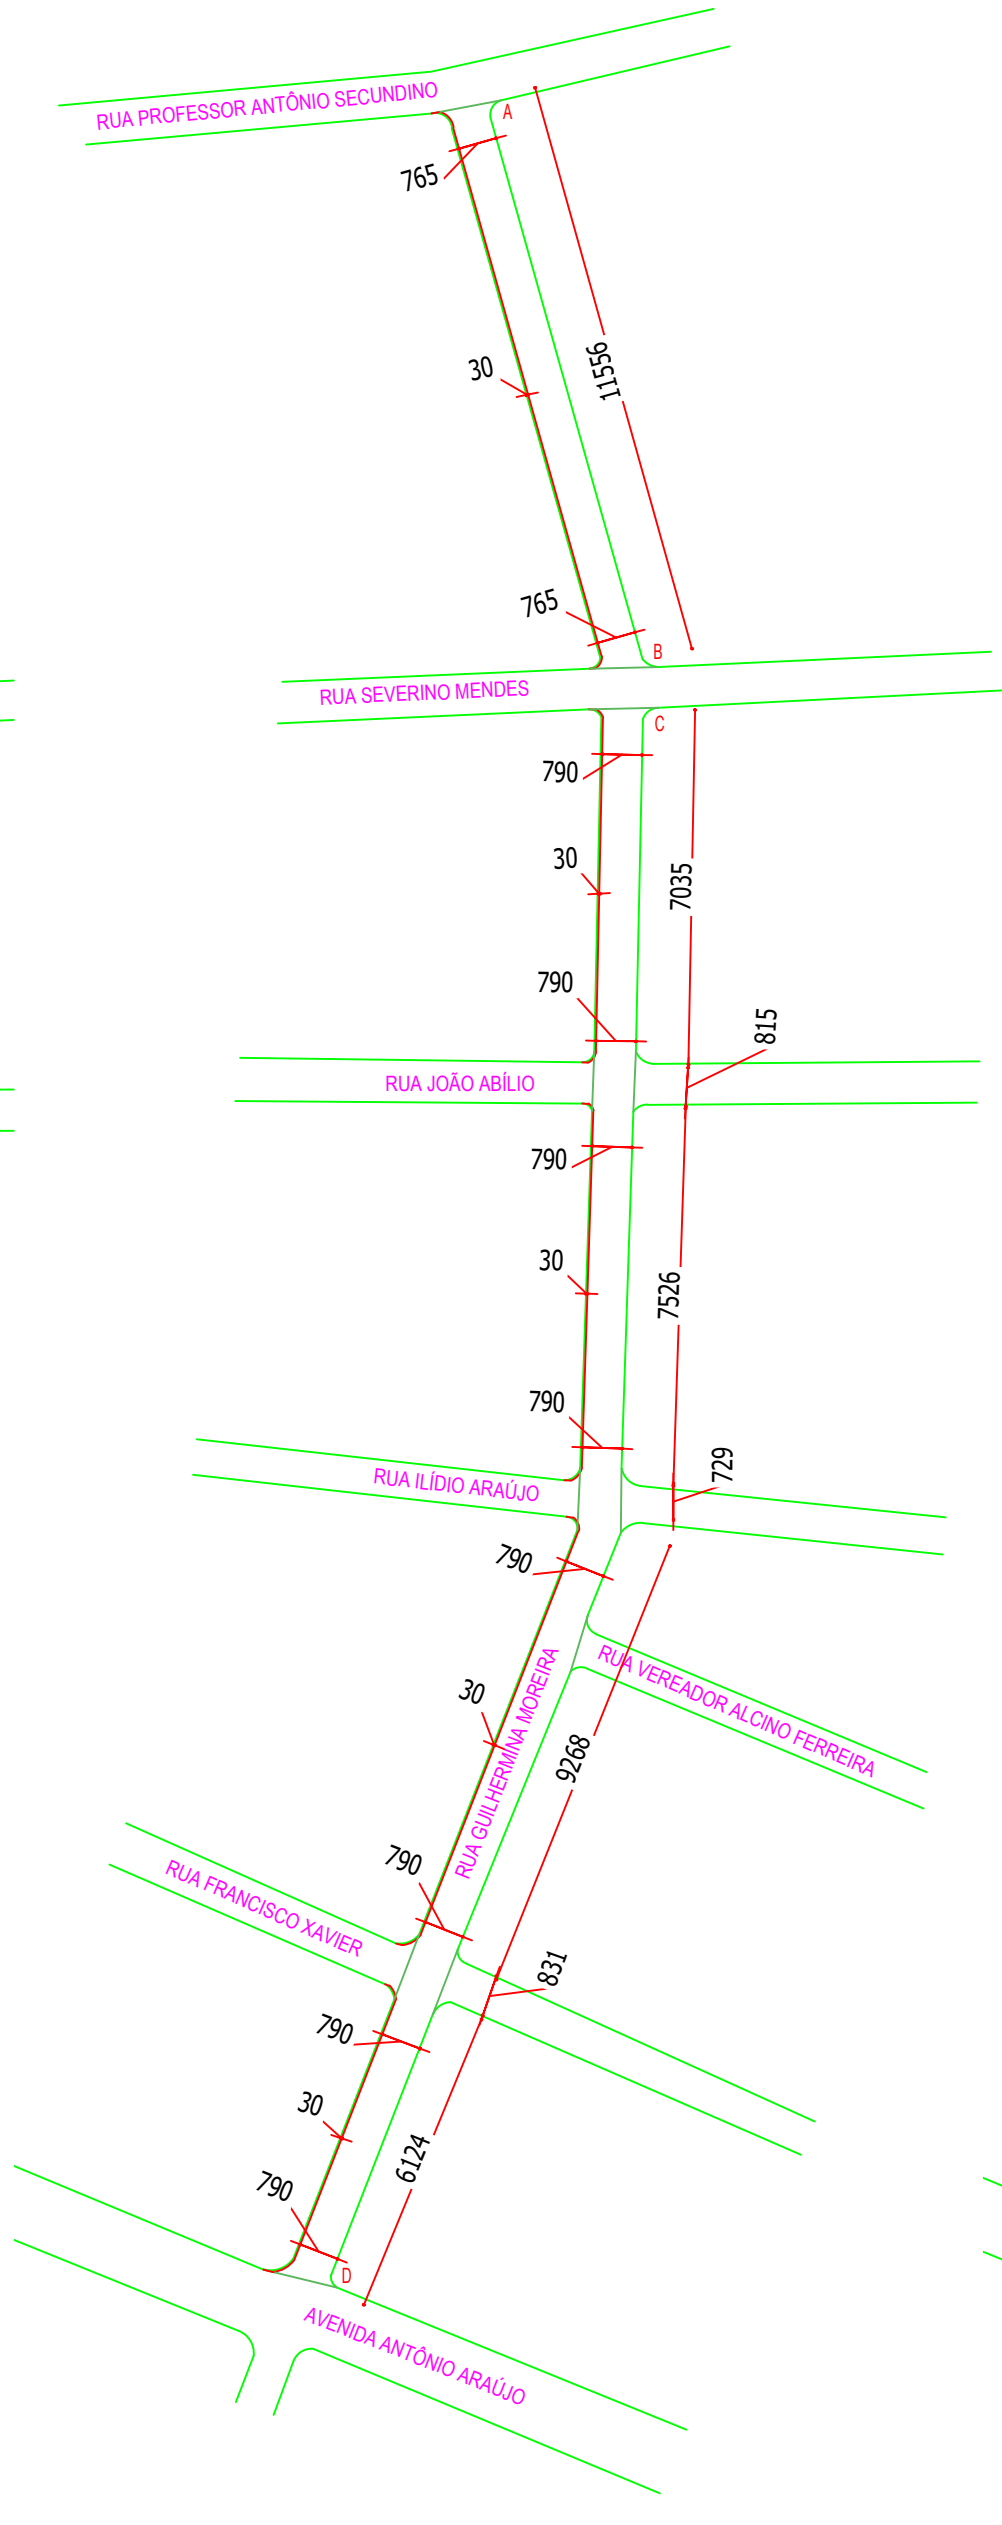 RUA PROFESSOR ANTÔNIO SECUNDINO
A
765
30
11556
765
B
RUA SEVERINO MENDES
C
790
30
7035
790
815
RUA JOÃO ABÍLIO
790
30
7526
790
729
RUA ILÍDIO ARAÚJO
790
RUA VEREADOR ALCINO FERREIRA
30
RUA GUILHERMINA MOREIRA
9268
790
RUA FRANCISCO XAVIER
831
790
30
6124
790
D
AVENIDA ANTÔNIO ARAÚJO